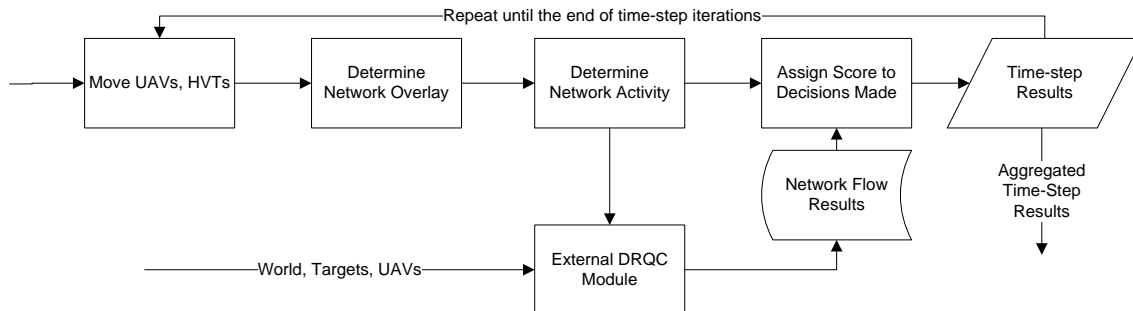 Repeat until the end of time-step iterations
Move UAVs, HVTs
Determine
Network Overlay
Determine
Network Activity
Assign Score to
Decisions Made
Time-step
Results
Network Flow
Results
Aggregated
Time-Step
Results
World, Targets, UAVs
External DRQC
Module